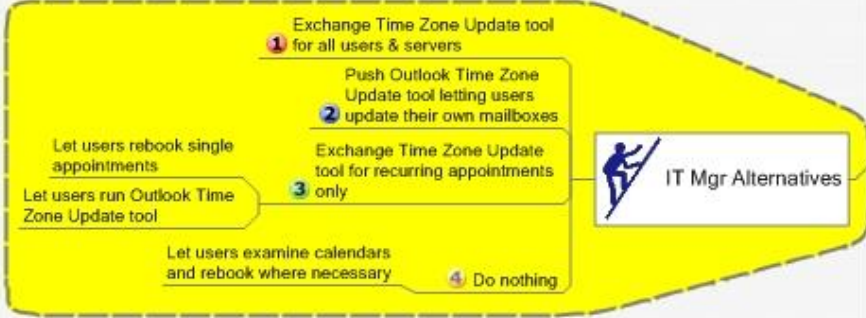 1 Exchange Time Zone Update tool
for all users & servers
Push Outlook Time Zone
Update tool letting users
2 update their own mailboxes
Exchange Time Zone Update
tool for recurring appointments
3 only
Let users rebook single
appointments
Let users run Outlook Time
Zone Update tool
4 Do nothing
Let users examine calendars
and rebook where necessary
IT Mgr Alternatives